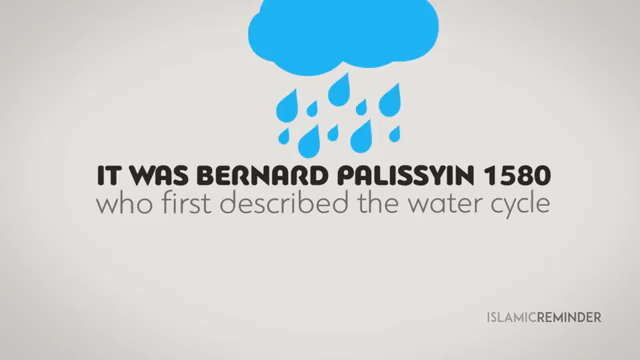 IT WAS BERNARD PALISSYIN 1580
who first described the water cycle
ISLAMICREMINDER